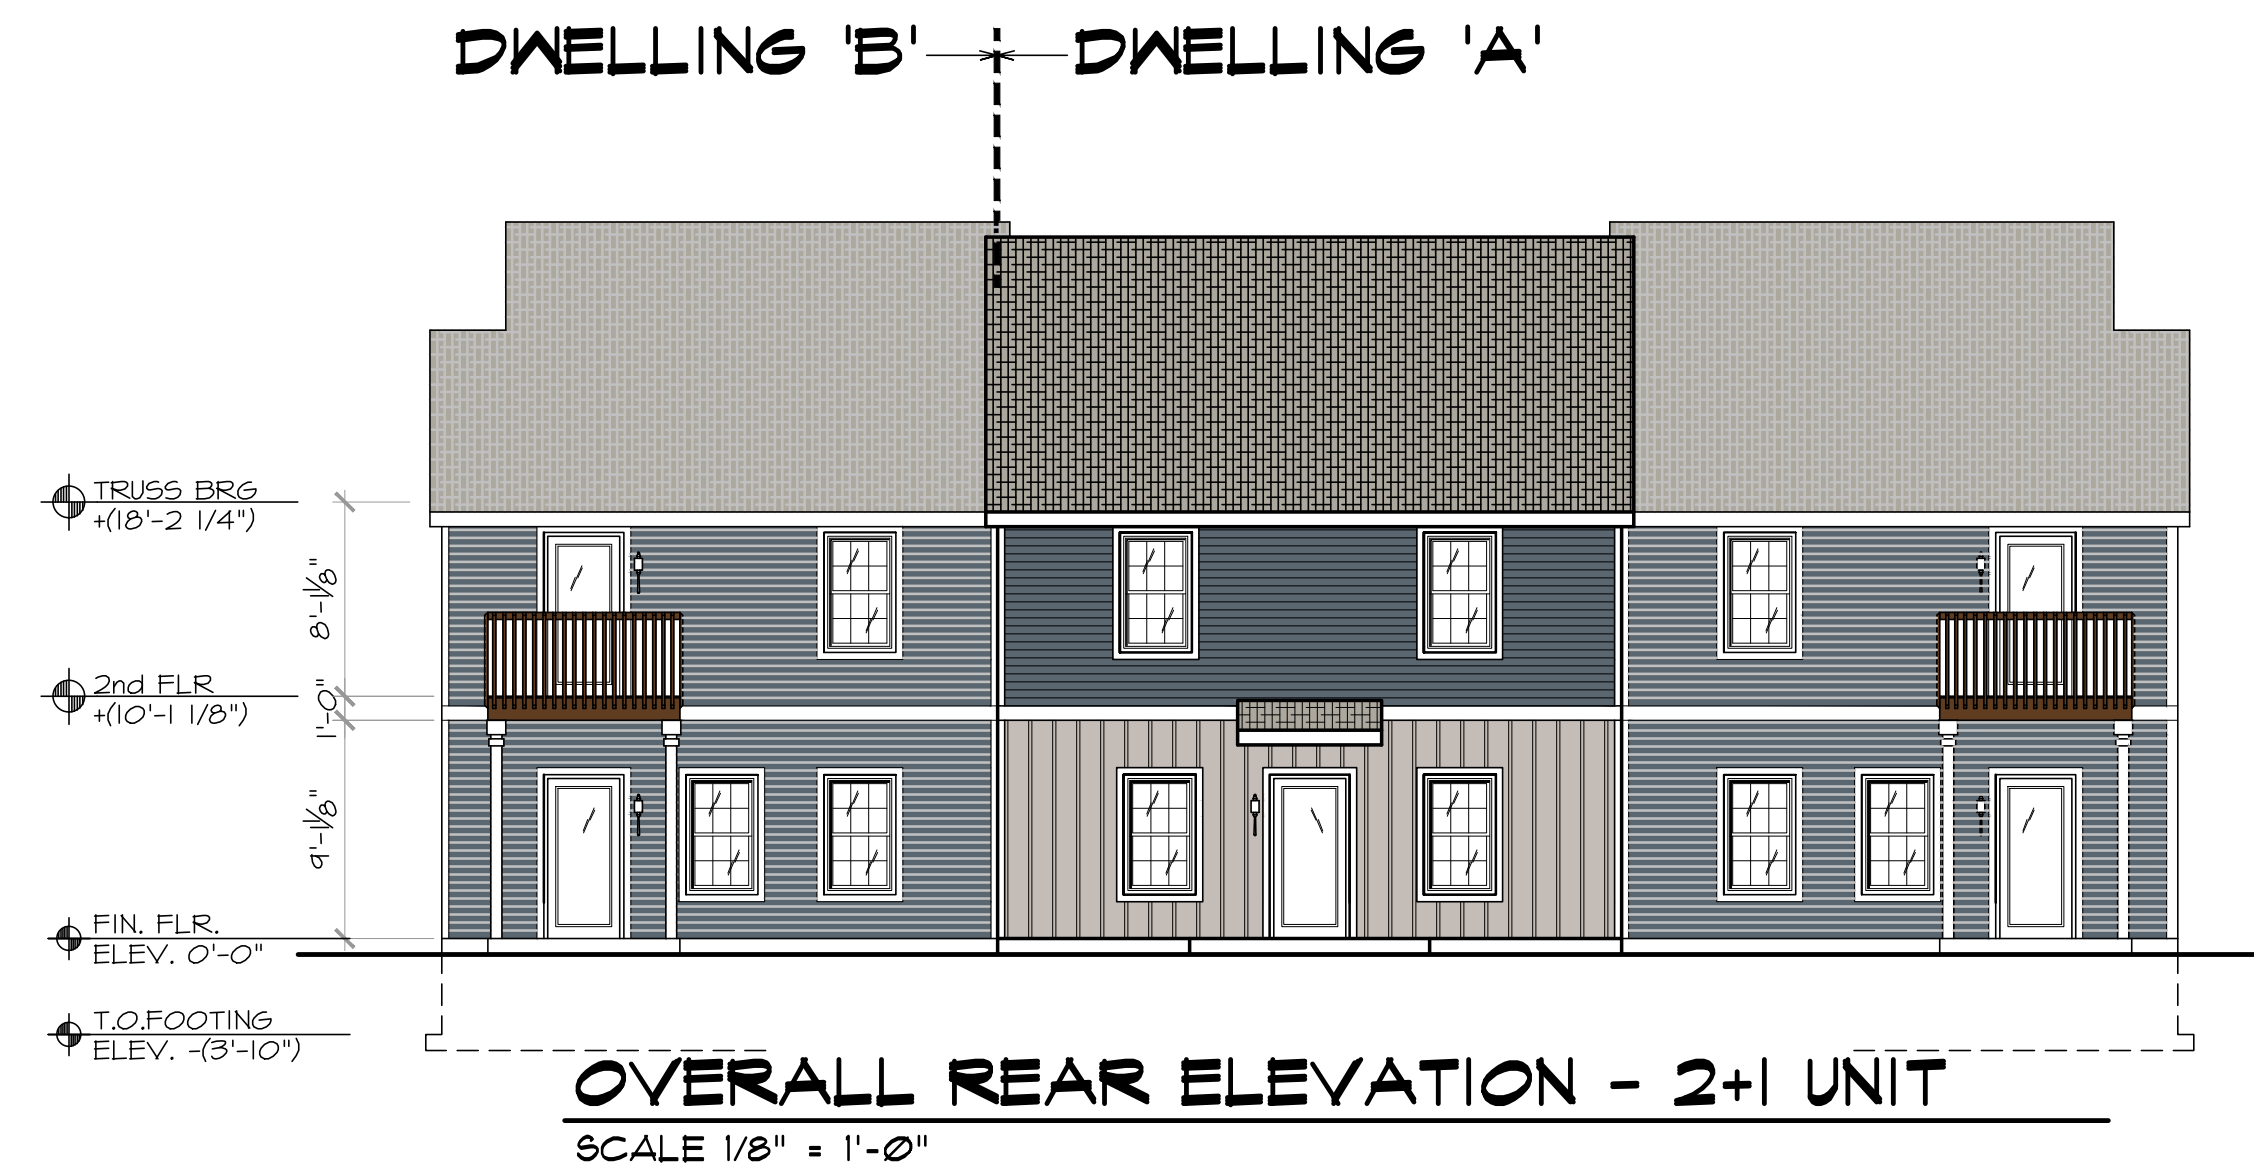 DWELLING 'B' DWELLING 'A'
TRUSS BRG
+(18'-2 1/4")
8'-1⅛"
2nd FLR
+(10'-1 1/8")
1'-0"
9'-1⅛"
FIN. FLR.
ELEV. 0'-0"
T.O.FOOTING
ELEV. -(3'-10")
OVERALL REAR ELEVATION - 2+1 UNIT
SCALE 1/8" = 1'-0"